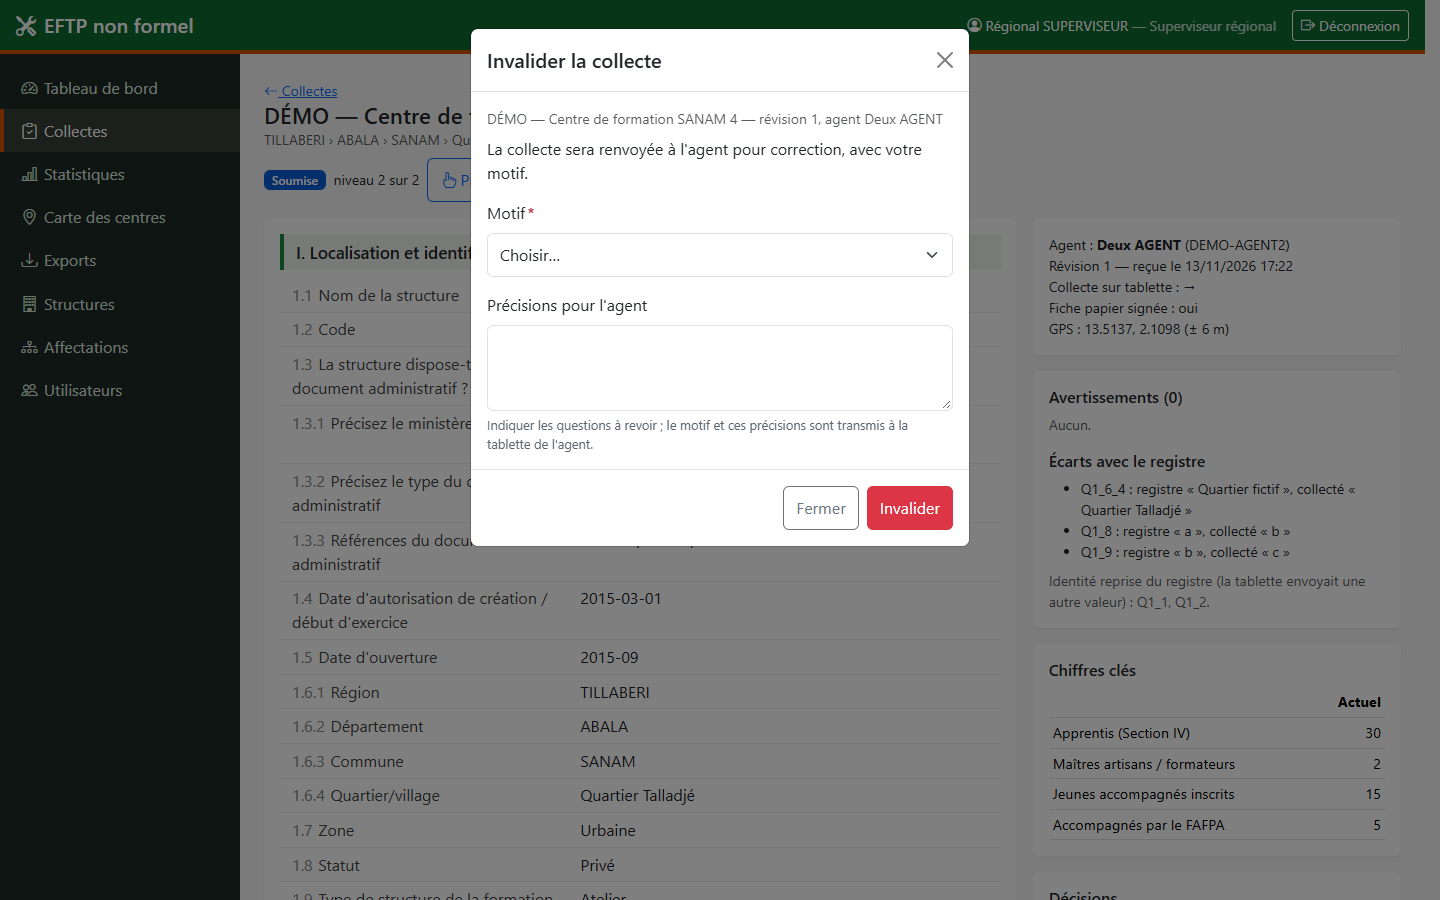 EFTP non formel
Régional SUPERVISEUR — Superviseur régional
Déconnexion
Tableau de bord
Collectes
Statistiques
Carte des centres
Exports
Structures
Affectations
Utilisateurs
← Collectes
DÉMO — Centre de
TILLABERI › ABALA › SANAM ›
Soumise niveau 2 sur 2
Invalider la collecte
DÉMO — Centre de formation SANAM 4 — révision 1, agent Deux AGENT
La collecte sera renvoyée à l'agent pour correction, avec votre
motif.
Motif*
Choisir...
Précisions pour l'agent
Indiquer les questions à revoir ; le motif et ces précisions sont transmis à la
tablette de l'agent.
Fermer
Invalider
I. Localisation et
1.1 Nom de la structure
1.2 Code
1.3 La structure
document administratif ?
1.3.1 Précisez le ministère
1.3.2 Précisez le type du
administratif
1.3.3 Références du
administratif
1.4 Date d'autorisation de création /
début d'exercice
2015-03-01
1.5 Date d'ouverture
2015-09
1.6.1 Région
TILLABERI
1.6.2 Département
ABALA
1.6.3 Commune
SANAM
1.6.4 Quartier/village
Quartier Talladjé
1.7 Zone
Urbaine
1.8 Statut
Privé
1.9 Type de structure de la formation
Atelier
Agent : Deux AGENT (DEMO-AGENT2)
Révision 1 — reçue le 13/11/2026 17:22
Collecte sur tablette : →
Fiche papier signée : oui
GPS : 13.5137, 2.1098 (± 6 m)
Avertissements (0)
Aucun.
Écarts avec le registre
• Q1_6_4 : registre « Quartier fictif », collecté «
Quartier Talladjé »
• Q1_8 : registre « a », collecté « b »
• Q1_9 : registre « b », collecté « c »
Identité reprise du registre (la tablette envoyait une
autre valeur) : Q1_1, Q1_2.
Chiffres clés
Actuel
Apprentis (Section IV) 30
Maîtres artisans / formateurs 2
Jeunes accompagnés inscrits 15
Accompagnés par le FAFPA 5
Décisions